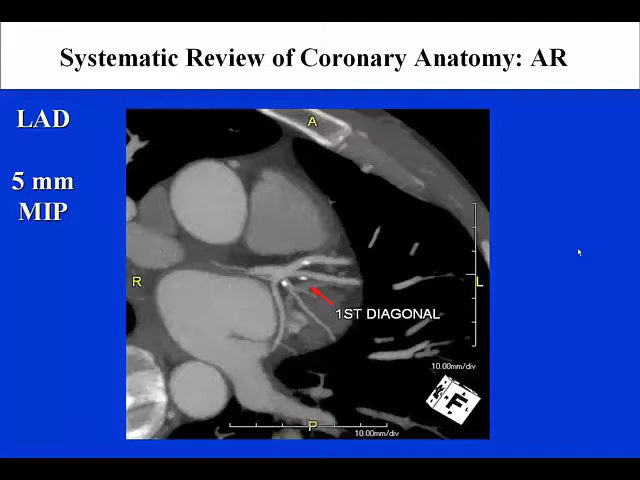 Systematic Review of Coronary Anatomy: AR
LAD
5 mm
MIP
A
R
L
1ST DIAGONAL
10.00mm/div
F
P
10.00mm/div